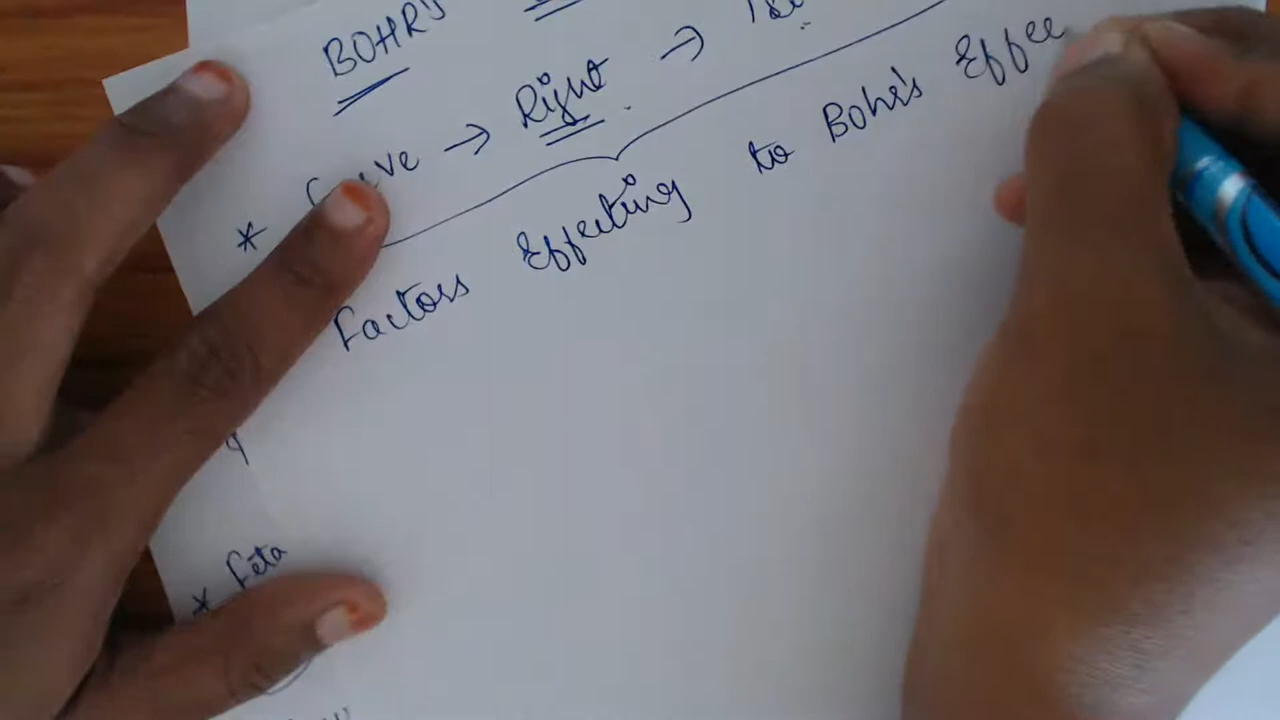 BOHR'S
* Curve → Right →
Factors Effecting to Bohr's Effec
* feta